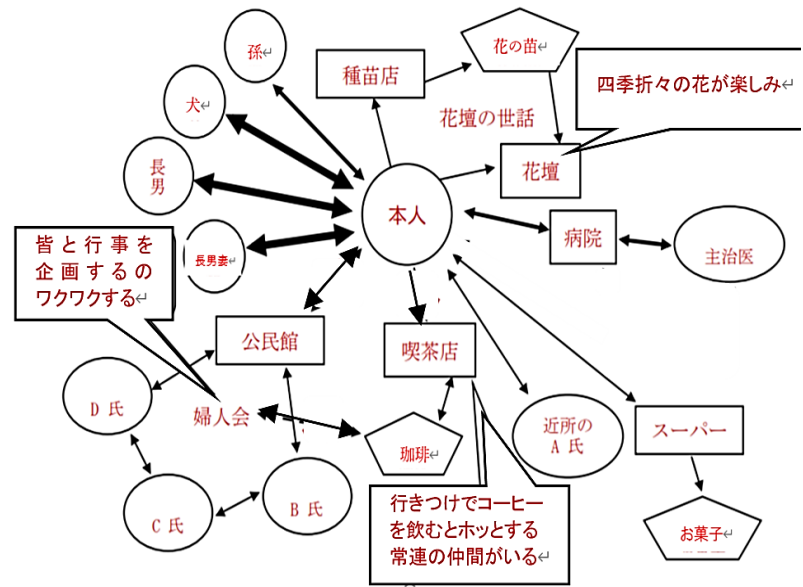 孫
種苗店
花の苗
四季折々の花が楽しみ
犬
花壇の世話
長
男
花壇
本人
病院
主治医
長男妻
皆と行事を
企画するの
ワクワクする
公民館
喫茶店
D 氏
婦人会
珈琲
近所の
A 氏
スーパー
C 氏
B 氏
行きつけでコーヒー
を飲むとホッとする
常連の仲間がいる
お菓子